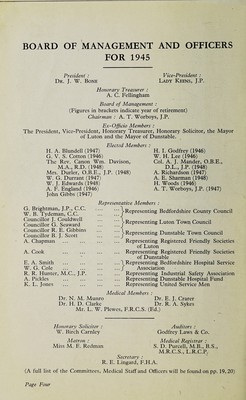 BOARD OF MANAGEMENT AND OFFICERS
FOR 1945
President : Vice-President :
DR. J. W. BONE LADY KEENS, J.P.
Honorary Treasurer :
A. C. Fellingham
Board of Management :
(Figures in brackets indicate year of retirement)
Chairman : A. T. Worboys, J.P.
Ex-Officio Members :
The President, Vice-President, Honorary Treasurer, Honorary Solicitor, the Mayor
of Luton and the Mayor of Dunstable.
Elected Members :
H. A. Blundell (1947) H. I. Godfrey (1946)
G. V. S. Cotton (1946) W. H. Lee (1946)
The Rev. Canon Wm. Davison, Col. A. J. Mander, O.B.E.,
M.A., R.D. (1948) J.P. (1948)
Mrs. Durler, O.B.E., J.P. (1948) A. Richardson (1947)
W. G. Durrant (1947) A. E. Sherman (1948)
W. J. Edwards (1948) H. Woods (1946)
A. F. England (1946) A. T. Worboys, J.P. (1947)
John Gibbs (1947)
Representative Members :
G. Brightman, J.P., C.C. ... } Representing Bedfordshire County Council
W. B. Tydeman, C.C. ...
Councillor J. Couldwell ... } Representing Luton Town Council
Councillor G. Seaward ...
Councillor R. E. Gibbons ... } Representing Dunstable Town Council
Councillor R. J. Scott ...
A. Chapman ... Representing Registered Friendly Societies
of Luton
A. Cook ... Representing Registered Friendly Societies
of Dunstable
E. A. Smith ... } Representing Bedfordshire Hospital Service
W. G. Cole ... Association
R. R. Hunter, M.C., J.P. ... Representing Industrial Safety Association
A. Pickles ... Representing Dunstable Hospital Fund
K. L. Jones ... Representing United Service Men
Medical Members :
Dr. N. M. Munro Dr. E. J. Crater
Dr. H. D. Clarke Dr. R. A. Sykes
Mr. L. W. Plewes, F.R.C.S. (Ed.)
Honorary Solicitor : Auditors :
W. Birch Carnley Godfrey Laws & Co.
Matron : Medical Registrar :
Miss M. E. Redman S. D. Purcell, M.B., B.S.,
M.R.C.S., L.R.C.P.
Secretary :
R. E. Lingard, F.H.A.
(A full list of the Committees, Medical Staff and Officers will be found on pp. 19, 20)
Page Four